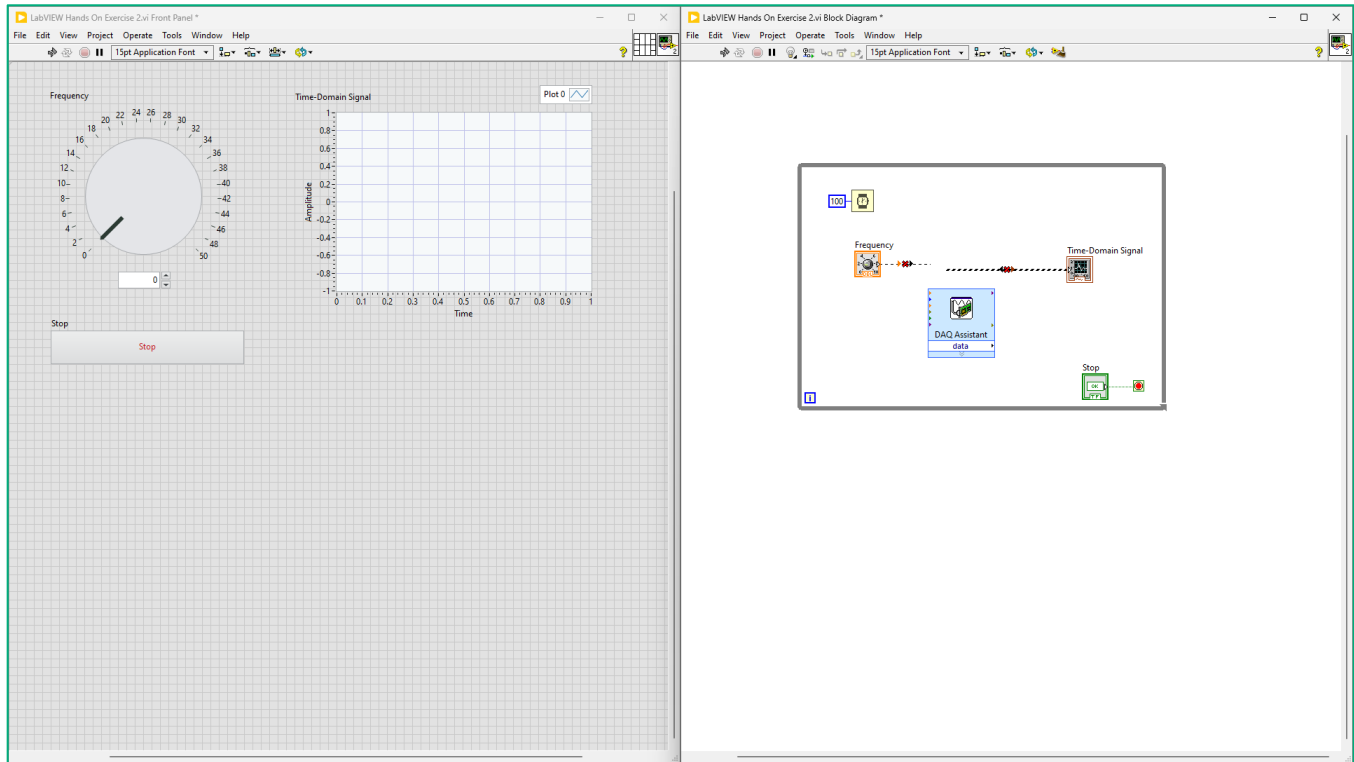 LabVIEW Hands On Exercise 2.vi Front Panel *
File Edit View Project Operate Tools Window Help
15pt Application Font
?
2
Frequency
0
2
4
6
8
10
12
14
16
18
20
22
24
26
28
30
32
34
36
38
40
42
44
46
48
50
0
Time-Domain Signal
Plot 0
Amplitude
1
0.8
0.6
0.4
0.2
0
-0.2
-0.4
-0.6
-0.8
-1
0 0.1 0.2 0.3 0.4 0.5 0.6 0.7 0.8 0.9 1
Time
Stop
Stop
LabVIEW Hands On Exercise 2.vi Block Diagram *
File Edit View Project Operate Tools Window Help
15pt Application Font
?
2
100
Frequency
Time-Domain Signal
DAQ Assistant
data
Stop
OK
TF
i